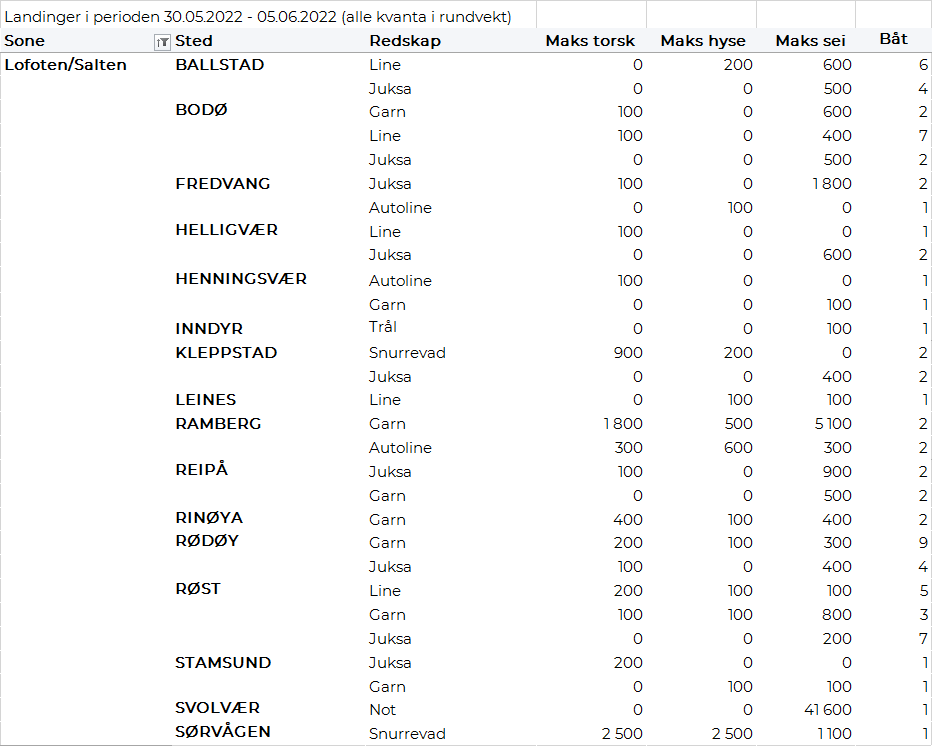 Landinger i perioden 30.05.2022 - 05.06.2022 (alle kvanta i rundvekt)
Sone Sted Redskap Maks torsk Maks hyse Maks sei Båt
Lofoten/Salten BALLSTAD Line 0 200 600 6
Juksa 0 0 500 4
BODØ Garn 100 0 600 2
Line 100 0 400 7
Juksa 0 0 500 2
FREDVANG Juksa 100 0 1 800 2
Autoline 0 100 0 1
HELLIGVÆR Line 100 0 0 1
Juksa 0 0 600 2
HENNINGSVÆR Autoline 100 0 0 1
Garn 0 0 100 1
INNDYR Trål 0 0 100 1
KLEPPSTAD Snurrevad 900 200 0 2
Juksa 0 0 400 2
LEINES Line 0 100 100 1
RAMBERG Garn 1 800 500 5 100 2
Autoline 300 600 300 2
REIPÅ Juksa 100 0 900 2
Garn 0 0 500 2
RINØYA Garn 400 100 400 2
RØDØY Garn 200 100 300 9
Juksa 100 0 400 4
RØST Line 200 100 100 5
Garn 100 100 800 3
Juksa 0 0 200 7
STAMSUND Juksa 200 0 0 1
Garn 0 100 100 1
SVOLVÆR Not 0 0 41 600 1
SØRVÅGEN Snurrevad 2 500 2 500 1 100 1